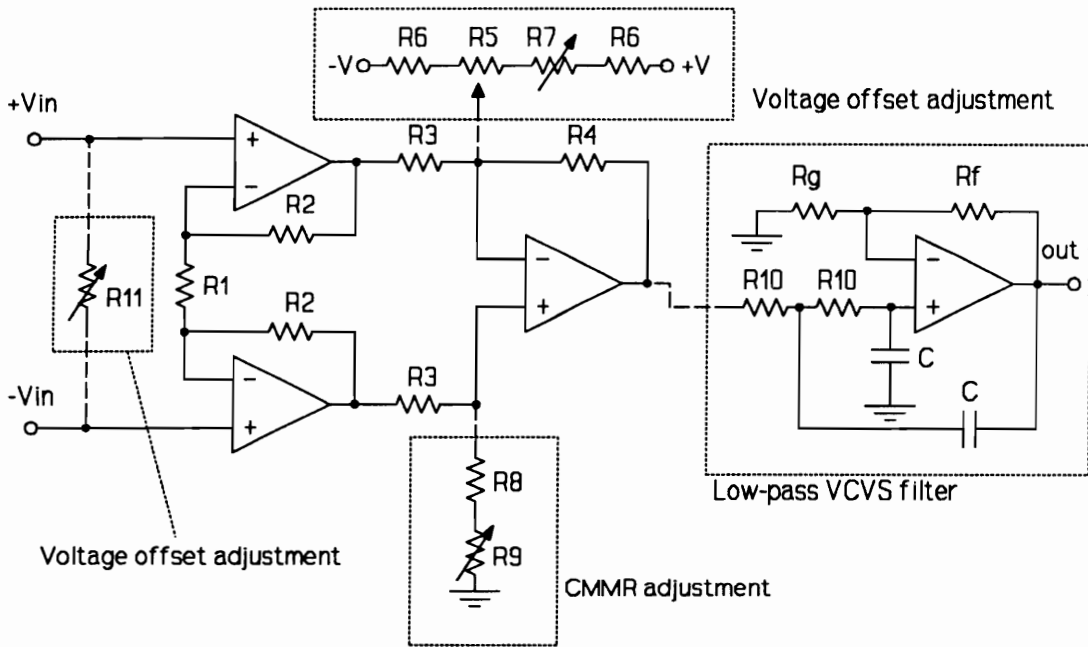 R6 R5 R7 R6
-V +V
Voltage offset adjustment
+Vin
+
R3
R4
−
R2
Rg Rf
R11
R1
−
out
R10 R10
+
−
+
R2
C
-Vin
−
R3
C
+
R8
Low-pass VCVS filter
Voltage offset adjustment
R9
CMMR adjustment